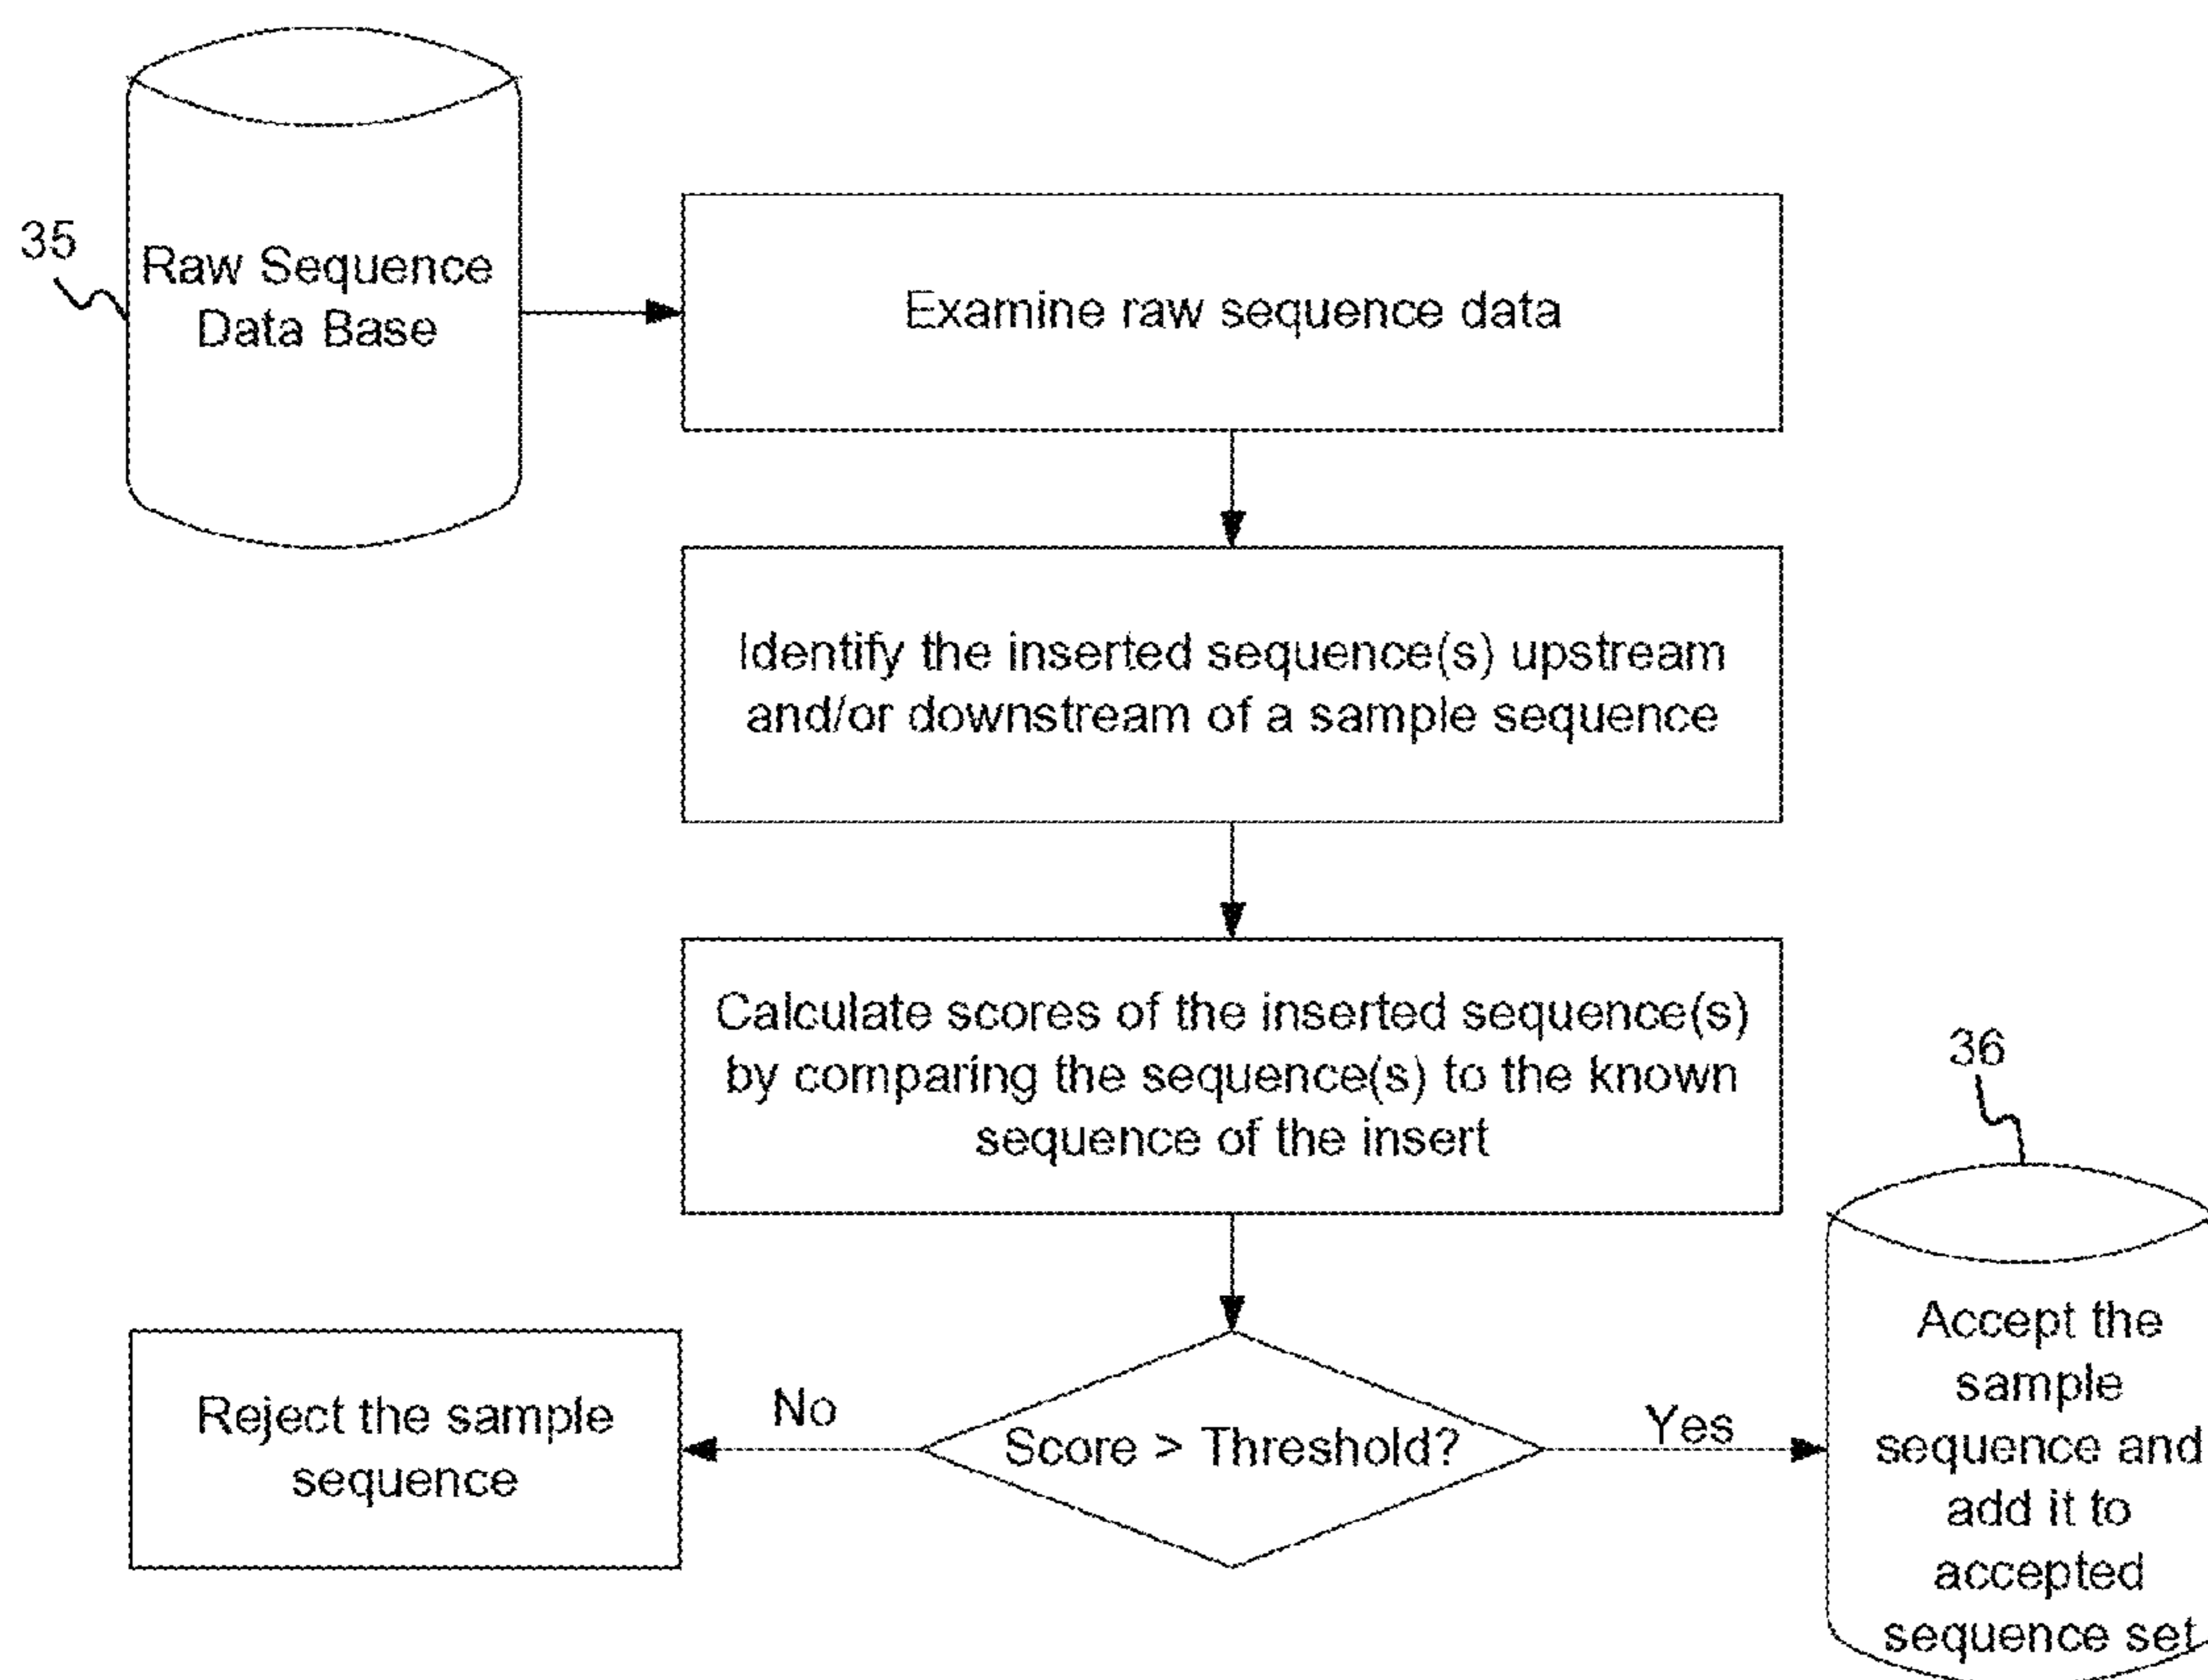 35
Raw Sequence
Data Base
Examine raw sequence data
Identify the inserted sequence(s) upstream
and/or downstream of a sample sequence
Calculate scores of the inserted sequence(s)
by comparing the sequence(s) to the known
sequence of the insert
36
Reject the sample
sequence
No
Score > Threshold?
Yes
Accept the
sample
sequence and
add it to
accepted
sequence set